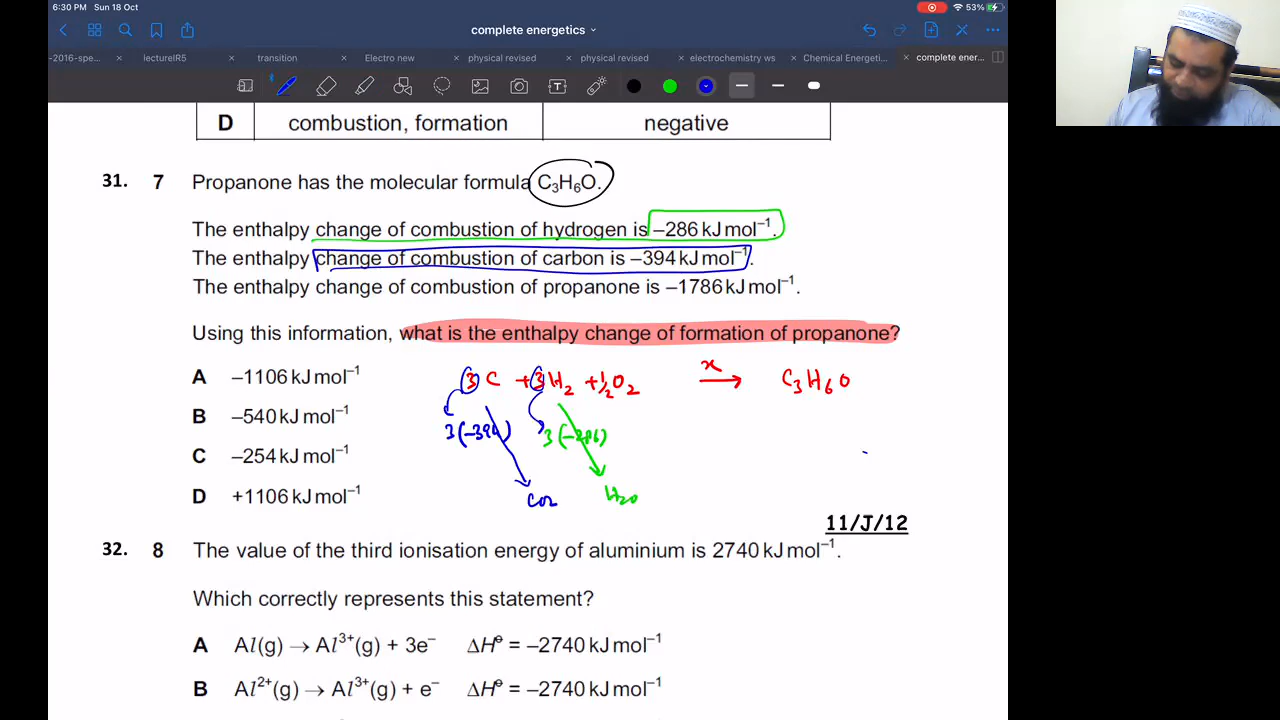 6:30 PM Sun 18 Oct
53%
complete energetics
-2016-spe...
lectureIR5
transition
Electro new
physical revised
physical revised
electrochemistry ws
Chemical Energeti...
complete ener...
D combustion, formation negative
31. 7 Propanone has the molecular formula C₃H₆O.
The enthalpy change of combustion of hydrogen is –286 kJ mol⁻¹.
The enthalpy change of combustion of carbon is –394 kJ mol⁻¹.
The enthalpy change of combustion of propanone is –1786 kJ mol⁻¹.
Using this information, what is the enthalpy change of formation of propanone?
A –1106 kJ mol⁻¹
B –540 kJ mol⁻¹
C –254 kJ mol⁻¹
D +1106 kJ mol⁻¹
3C + 3H₂ + ½O₂ x → C₃H₆O
3(-394) 3(-286)
CO2 H2O
11/J/12
32. 8 The value of the third ionisation energy of aluminium is 2740 kJ mol⁻¹.
Which correctly represents this statement?
A Al(g) → Al³⁺(g) + 3e⁻ ΔH⦵ = –2740 kJ mol⁻¹
B Al²⁺(g) → Al³⁺(g) + e⁻ ΔH⦵ = –2740 kJ mol⁻¹